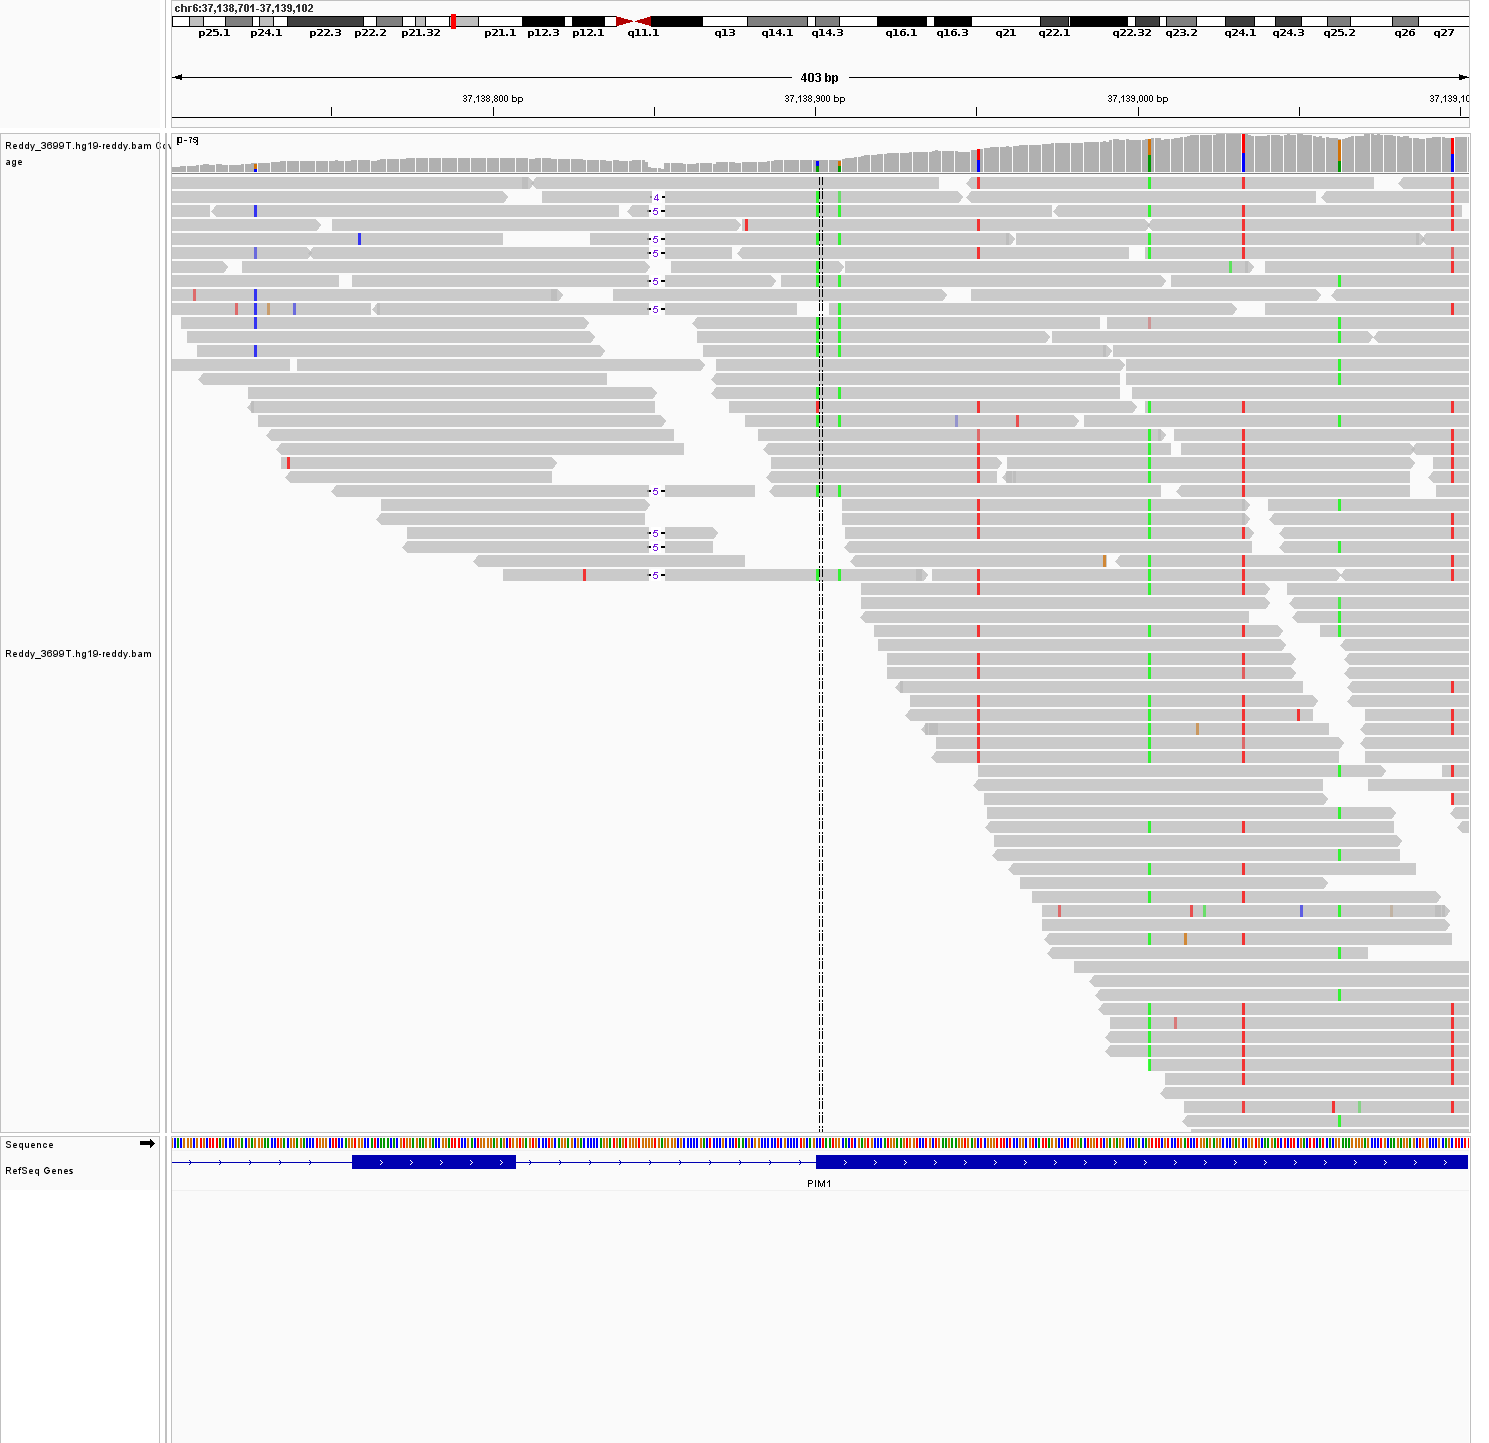 chr6:37,138,701-37,139,102
p25.1 p24.1 p22.3 p22.2 p21.32 p21.1 p12.3 p12.1 q11.1 q13 q14.1 q14.3 q16.1 q16.3 q21 q22.1 q22.32 q23.2 q24.1 q24.3 q25.2 q26 q27
403 bp
37,138,800 bp 37,138,900 bp 37,139,000 bp 37,139,10
[0-75]
Reddy_3699T.hg19-reddy.bam Cov
age
4
5
5
5
5
5
Reddy_3699T.hg19-reddy.bam
5
5
5
5
Sequence
RefSeq Genes
PIM1